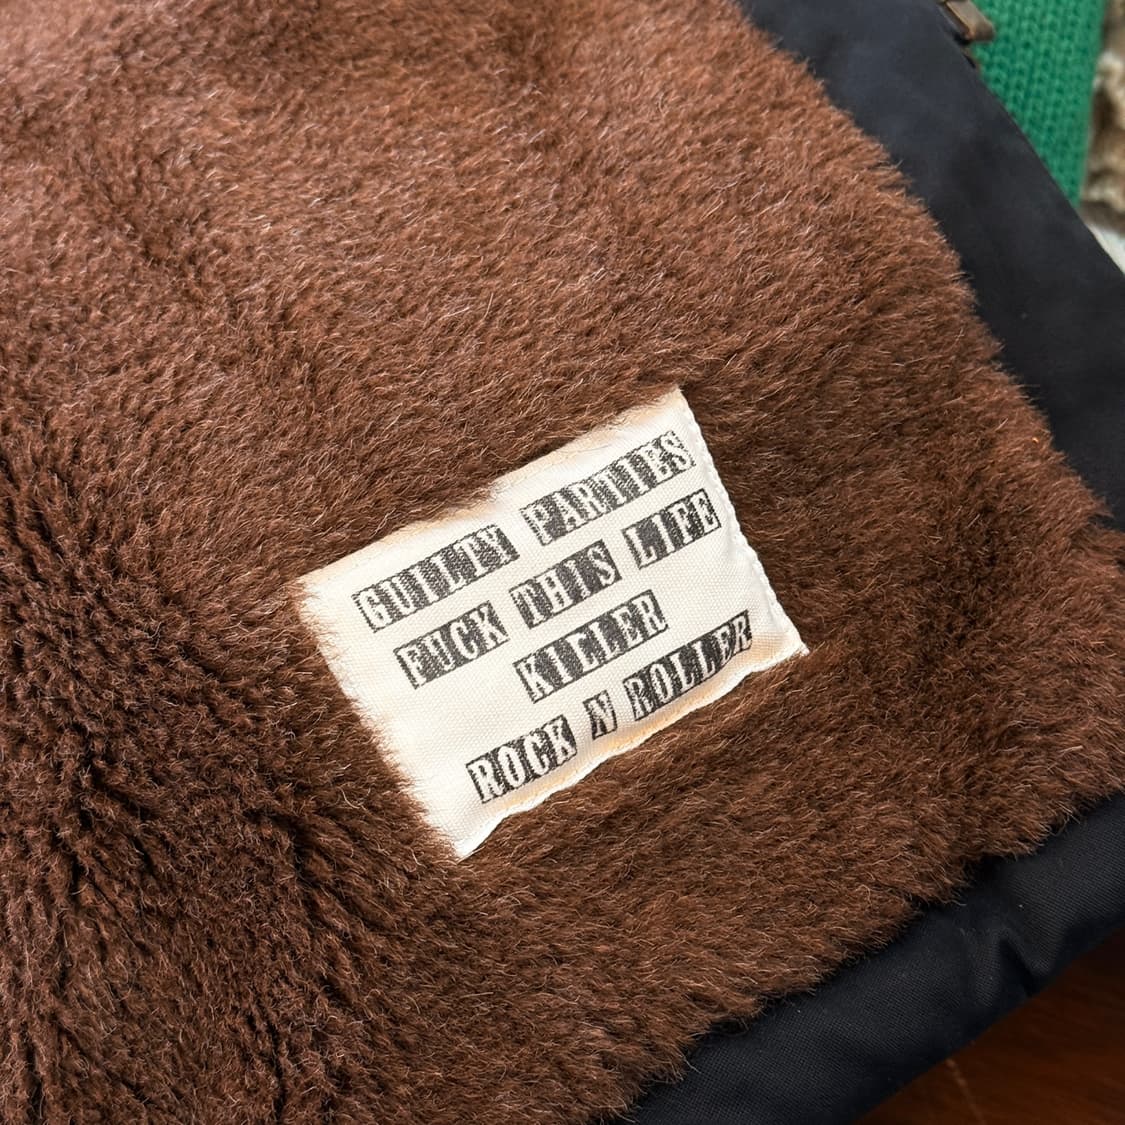 GUILTY PARTIES
FUCK THIS LIFE
KILLER
ROCK N ROLLER